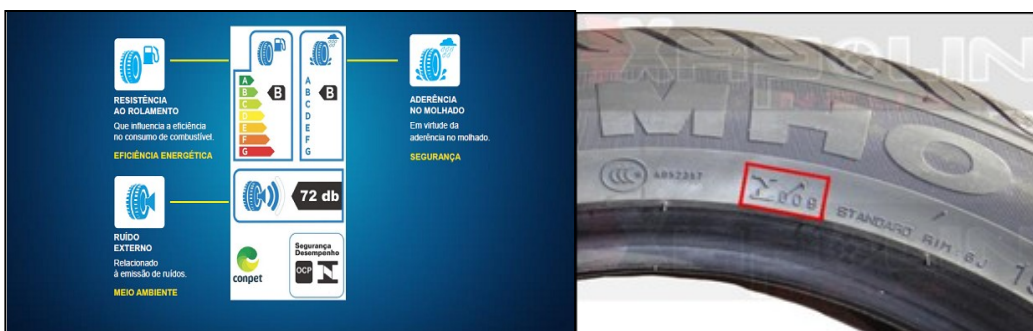 RESISTÊNCIA
AO ROLAMENTO
Que influencia a eficiência
no consumo de combustível.
EFICIÊNCIA ENERGÉTICA
RUÍDO
EXTERNO
Relacionado
à emissão de ruídos.
MEIO AMBIENTE
A
B
C
D
E
F
G
B
A
B
C
D
E
F
G
B
72 db
conpet
Segurança
Desempenho
OCP
ADERÊNCIA
NO MOLHADO
Em virtude da
aderência no molhado.
SEGURANÇA
MHO
STANDARD RIM:6J